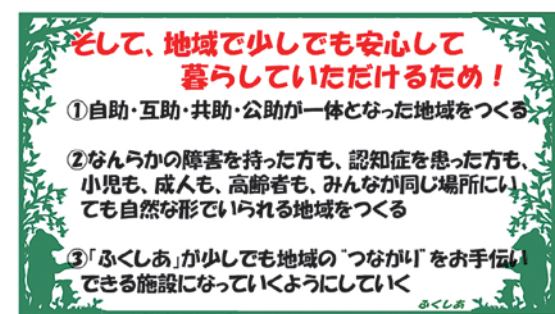 そして、地域で少しでも安心して
暮らしていただけるため！
①自助・互助・共助・公助が一体となった地域をつくる
②なんらかの障害を持った方も、認知症を患った方も、
小児も、成人も、高齢者も、みんなが同じ場所にい
ても自然な形でいられる地域をつくる
③「ふくしあ」が少しでも地域の“つながり”をお手伝い
できる施設になっていくようにしていく
ふくしあ